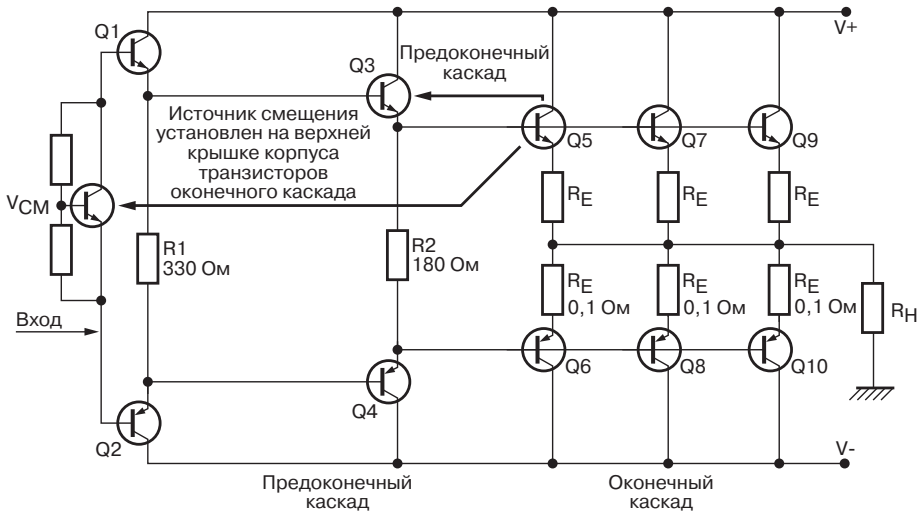 Q1
V+
Q3
Предоконечный
каскад
Источник смещения
установлен на верхней
крышке корпуса
транзисторов
оконечного каскада
Q5
Q7
Q9
VСМ
RE
RE
RE
R1
330 Ом
R2
180 Ом
RE
0,1 Ом
RE
0,1 Ом
RE
0,1 Ом
RН
Вход
Q6
Q8
Q10
Q4
Q2
V-
Предоконечный
каскад
Оконечный
каскад